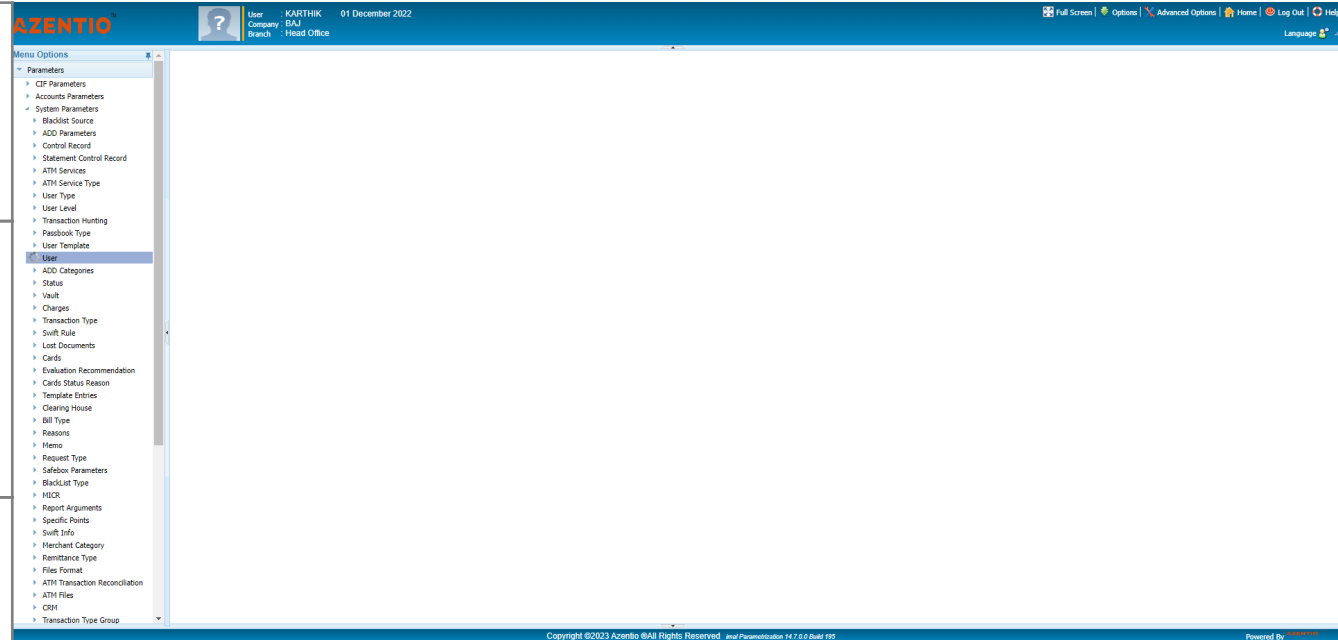 AZENTIO™
User : KARTHIK 01 December 2022
Company : BAJ
Branch : Head Office
Full Screen | Options | Advanced Options | Home | Log Out | Help
Language
Menu Options
Parameters
CIF Parameters
Accounts Parameters
System Parameters
Blacklist Source
ADD Parameters
Control Record
Statement Control Record
ATM Services
ATM Service Type
User Type
User Level
Transaction Hunting
Passbook Type
User Template
User
ADD Categories
Status
Vault
Charges
Transaction Type
Swift Rule
Lost Documents
Cards
Evaluation Recommendation
Cards Status Reason
Template Entries
Clearing House
Bill Type
Reasons
Memo
Request Type
Safebox Parameters
BlackList Type
MICR
Report Arguments
Specific Points
Swift Info
Merchant Category
Remittance Type
Files Format
ATM Transaction Reconciliation
ATM Files
CRM
Transaction Type Group
Copyright ©2023 Azentio ®All Rights Reserved imal Parametrization 14.7.0.0 Build 195
Powered By AZENTIO